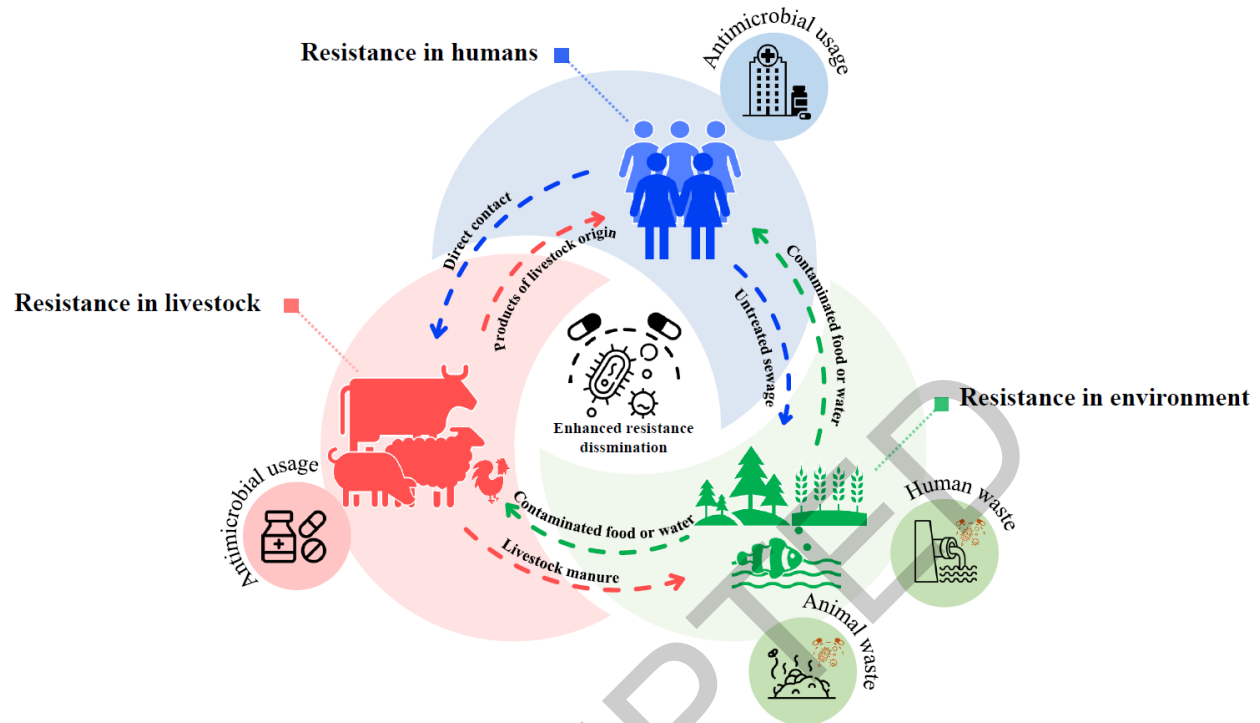 Resistance in humans
Antimicrobial usage
Direct contact
Products of livestock origin
Contaminated food or water
Untreated sewage
Resistance in livestock
Enhanced resistance
dissmination
Resistance in environment
Antimicrobial usage
Contaminated food or water
Livestock manure
Human waste
Animal waste
PTED